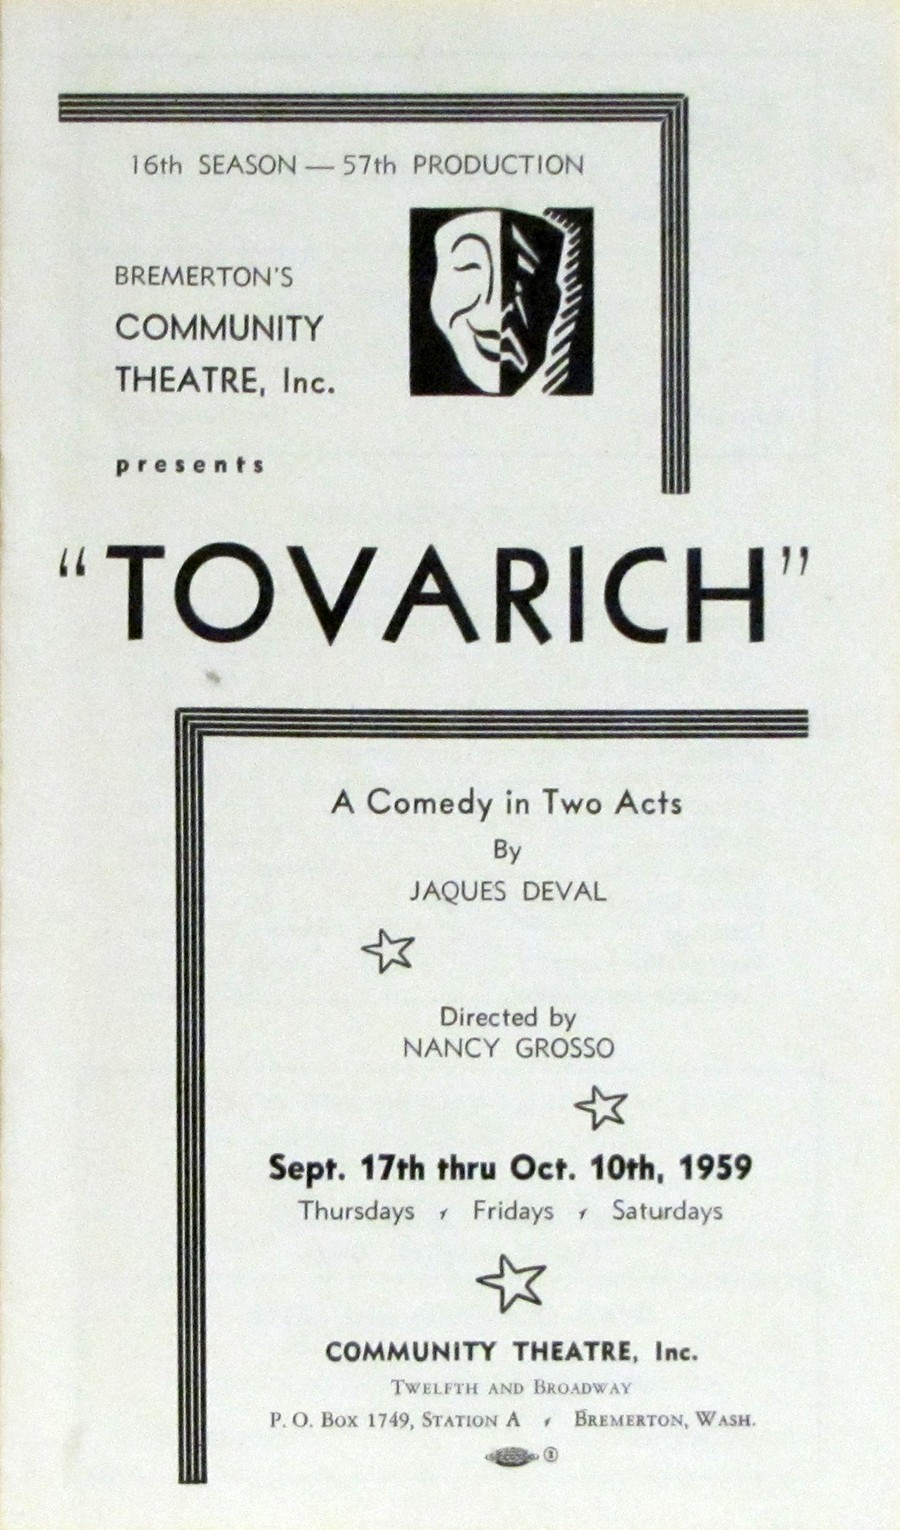 16th SEASON — 57th PRODUCTION
BREMERTON'S
COMMUNITY
THEATRE, Inc.
presents
"TOVARICH"
A Comedy in Two Acts
By
JAQUES DEVAL
Directed by
NANCY GROSSO
Sept. 17th thru Oct. 10th, 1959
Thursdays , Fridays , Saturdays
COMMUNITY THEATRE, Inc.
TWELFTH AND BROADWAY
P. O. BOX 1749, STATION A , BREMERTON, WASH.